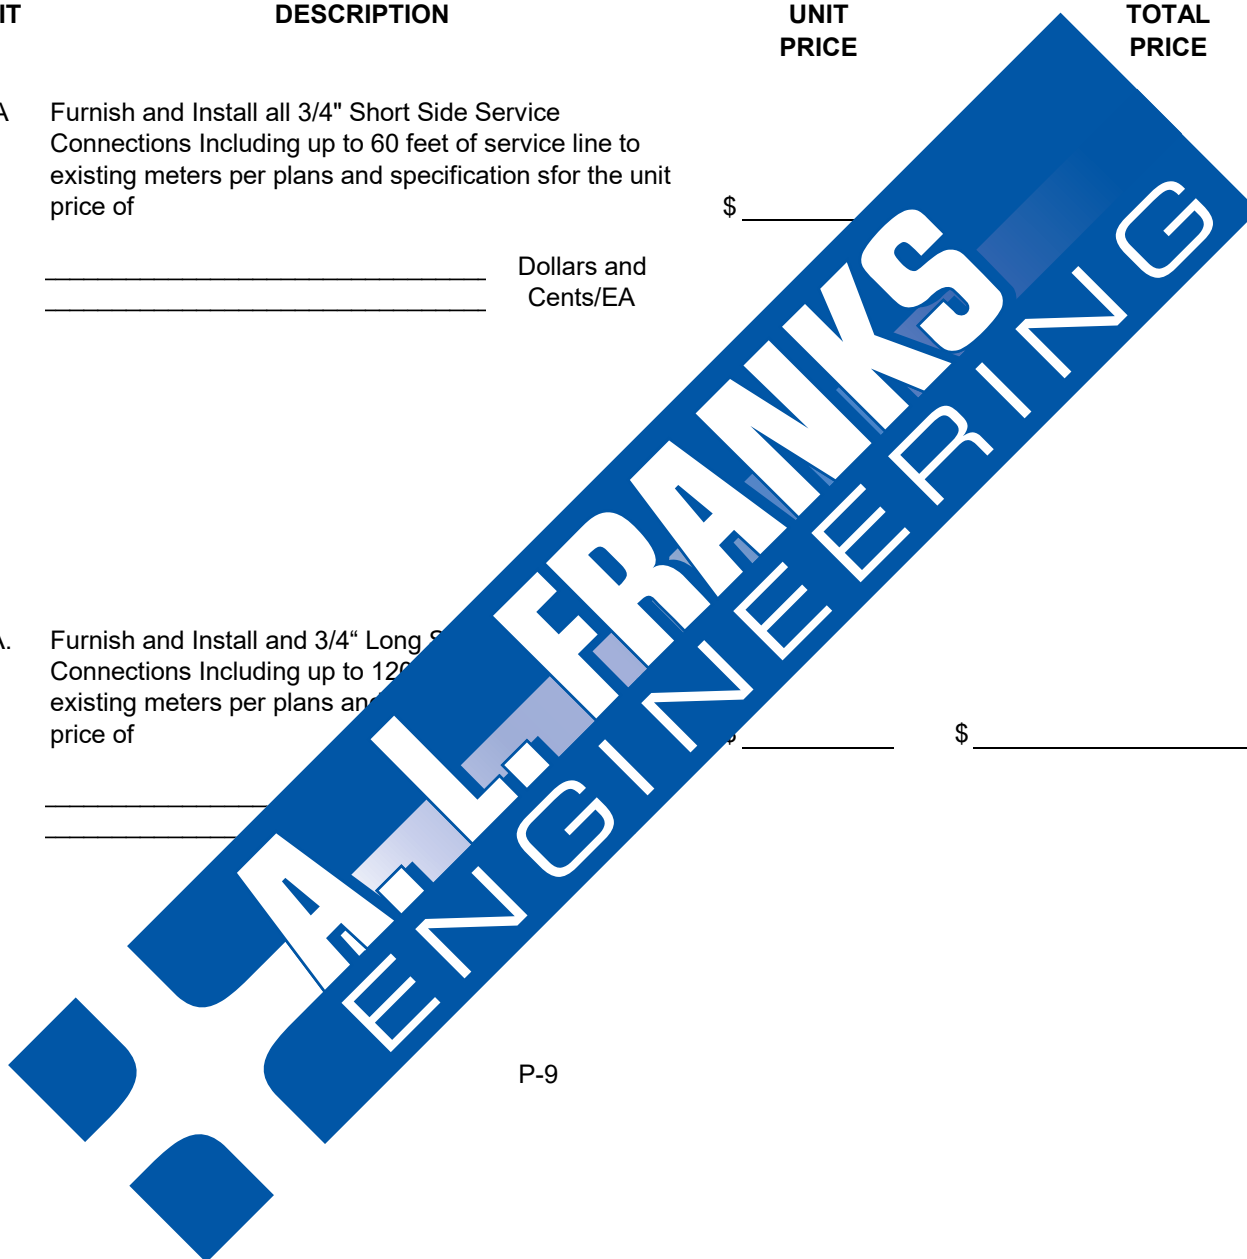 IT DESCRIPTION UNIT TOTAL
PRICE PRICE
A Furnish and Install all 3/4" Short Side Service
Connections Including up to 60 feet of service line to
existing meters per plans and specification sfor the unit
price of $
Dollars and
Cents/EA
A. Furnish and Install and 3/4“ Long
Connections Including up to 120
existing meters per plans and
price of $ $
A.L. FRANKS
ENGINEERING
P-9